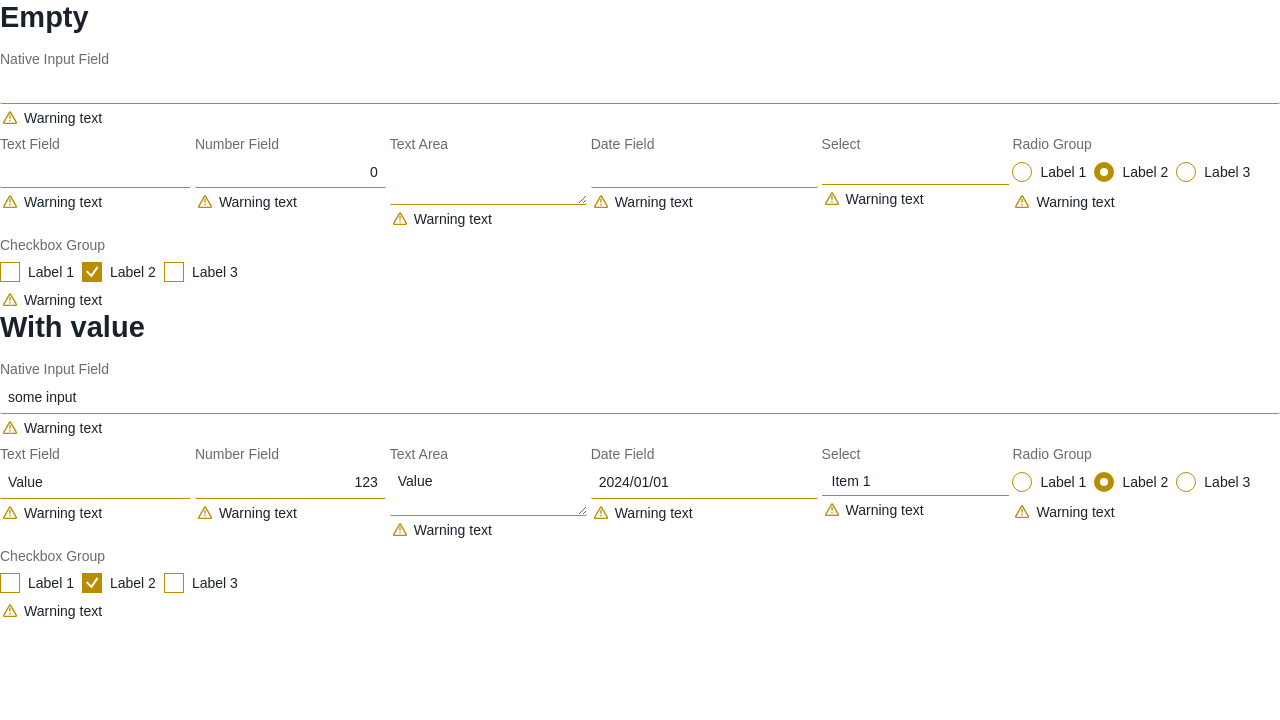 Empty
Native Input Field
Warning text
Text Field Number Field Text Area Date Field Select Radio Group
0 Label 1 Label 2 Label 3
Warning text Warning text Warning text Warning text Warning text Warning text
Checkbox Group
Label 1 Label 2 Label 3
Warning text
With value
Native Input Field
some input
Warning text
Text Field Number Field Text Area Date Field Select Radio Group
Value 123 Value 2024/01/01 Item 1 Label 1 Label 2 Label 3
Warning text Warning text Warning text Warning text Warning text Warning text
Checkbox Group
Label 1 Label 2 Label 3
Warning text